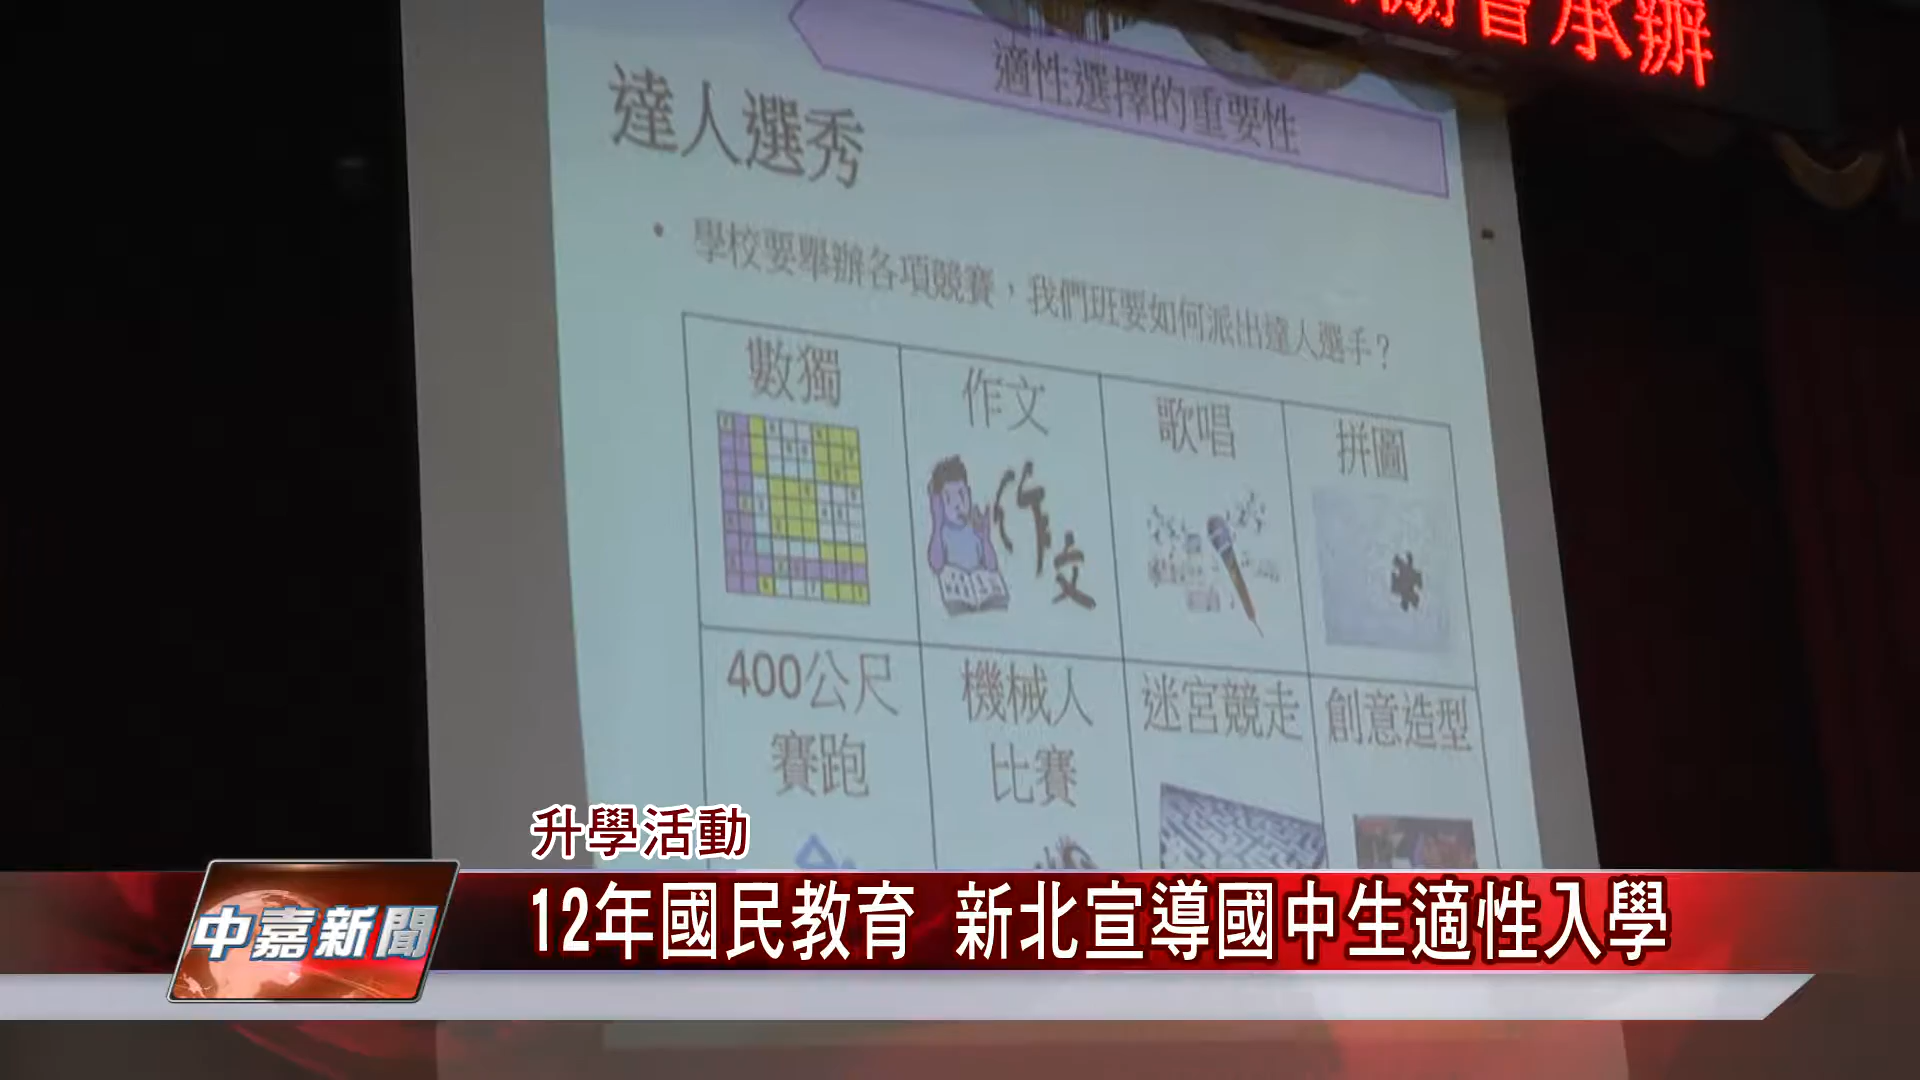 會承辦
適性選擇的重要性
達人選秀
• 學校要舉辦各項競賽，我們班要如何派出達人選手？
數獨
作文
歌唱
拼圖
作文
400公尺
賽跑
機械人
比賽
迷宮競走
創意造型
升學活動
12年國民教育 新北宣導國中生適性入學
中嘉新聞